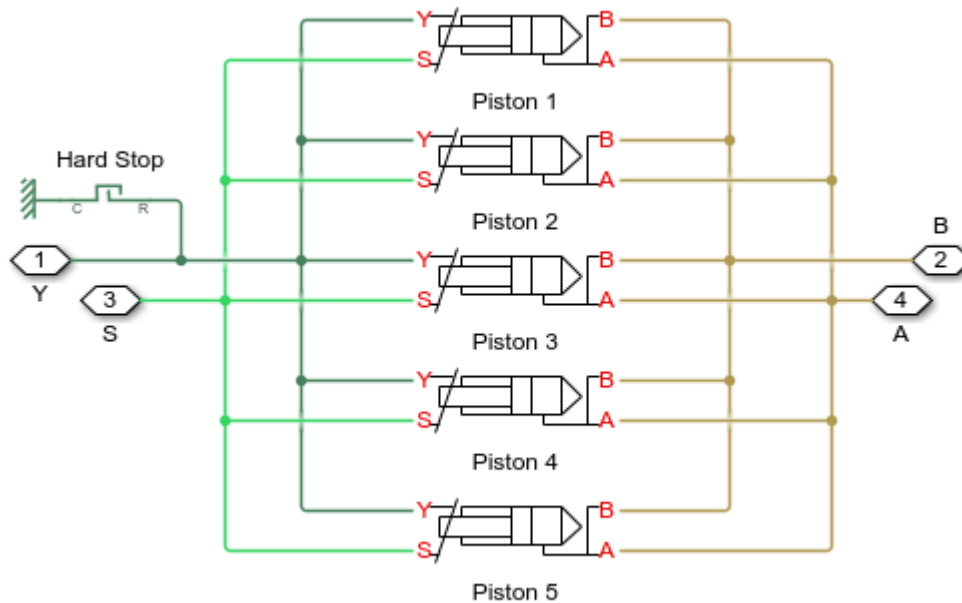 Y B
S A
Piston 1
Y B
Hard Stop
S A
C R
Piston 2
B
1 Y B 2
Y
3 S A 4
S A
Piston 3
Y B
S A
Piston 4
Y B
S A
Piston 5